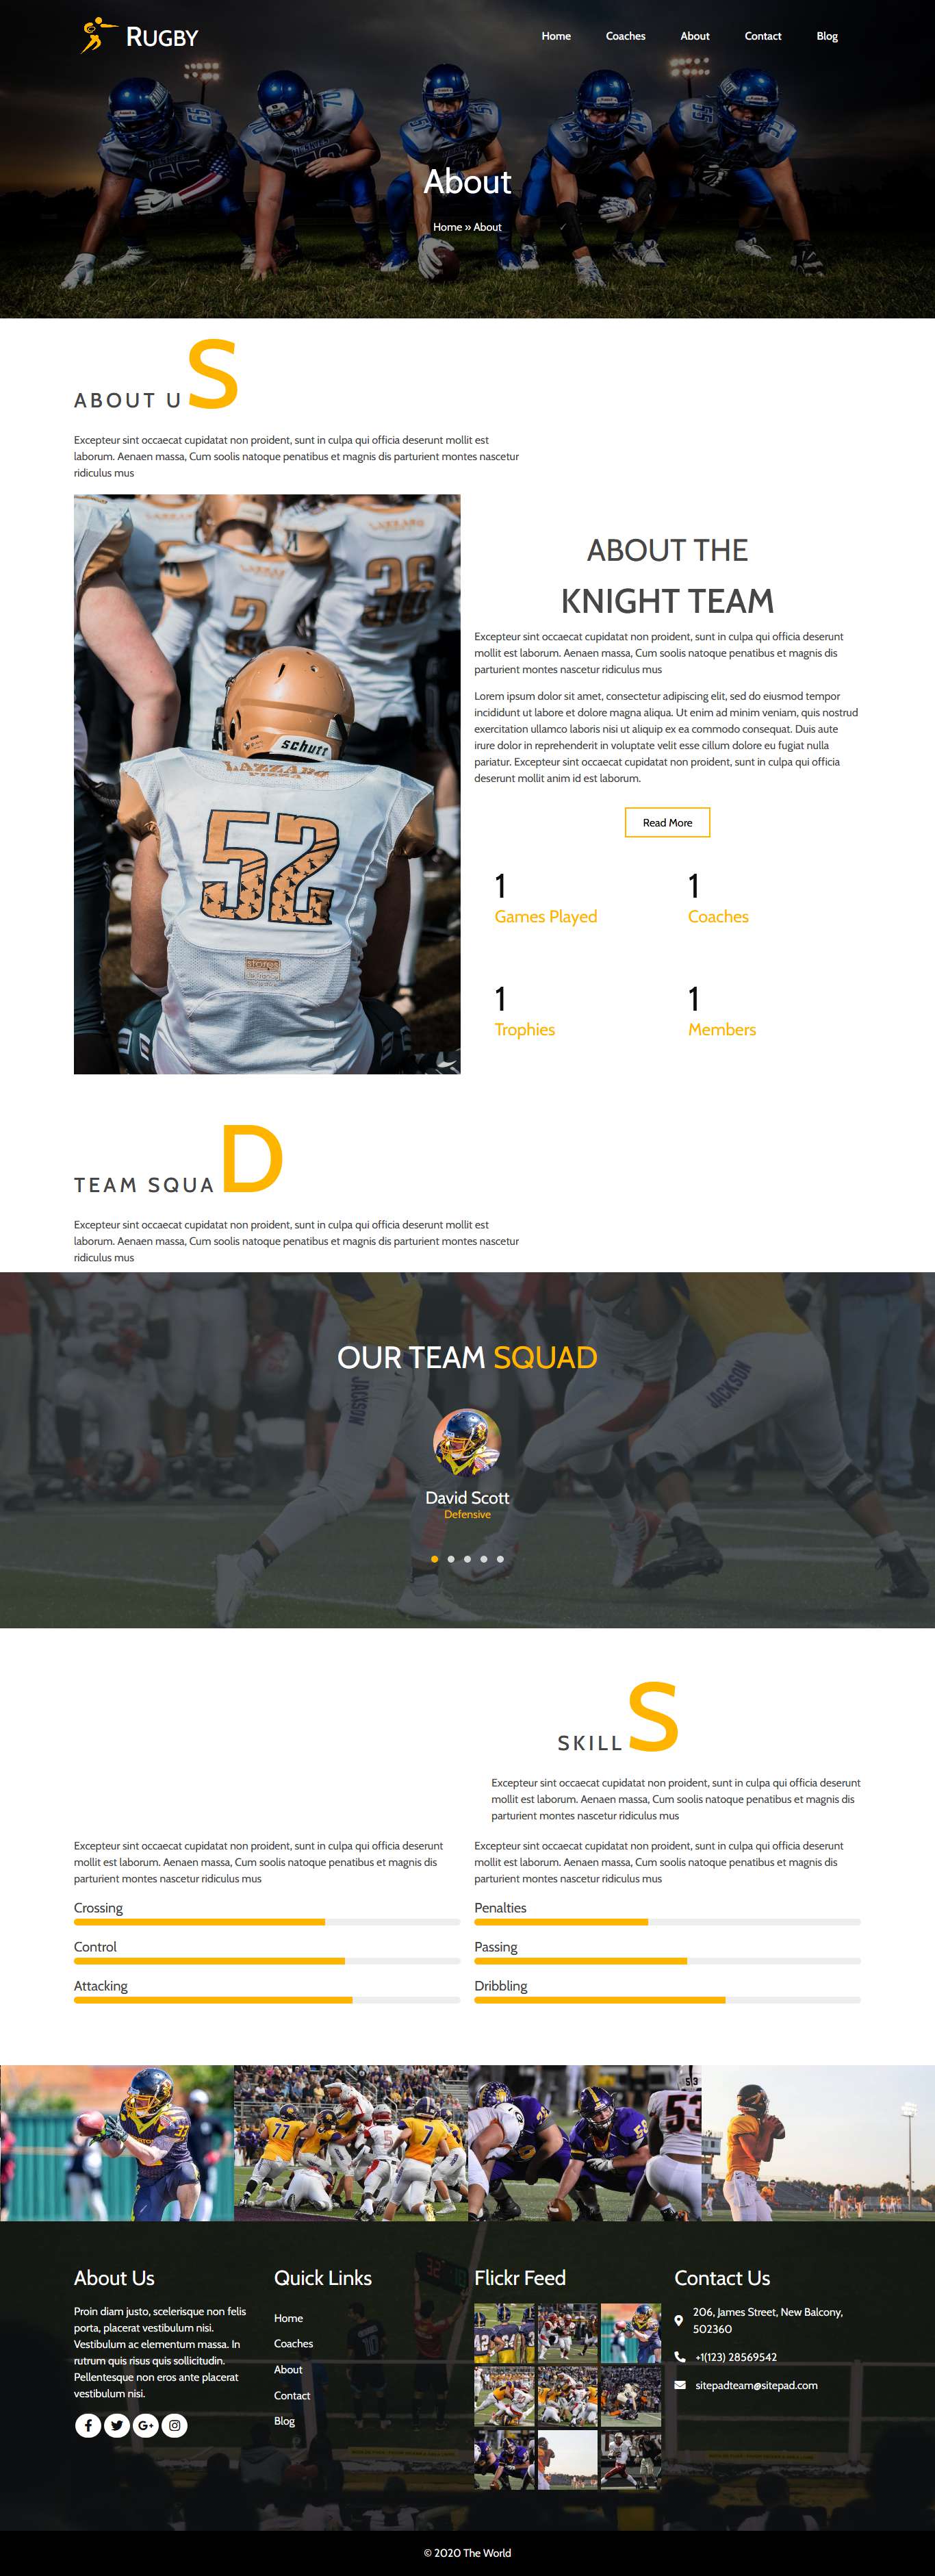 RUGBY
Home Coaches About Contact Blog
About
Home » About
ABOUT US
Excepteur sint occaecat cupidatat non proident, sunt in culpa qui officia deserunt mollit est
laborum. Aenaen massa, Cum soolis natoque penatibus et magnis dis parturient montes nascetur
ridiculus mus
schutt
LAZZARO
PIZZA
52
36
2
ABOUT THE
KNIGHT TEAM
Excepteur sint occaecat cupidatat non proident, sunt in culpa qui officia deserunt
mollit est laborum. Aenaen massa, Cum soolis natoque penatibus et magnis dis
parturient montes nascetur ridiculus mus
Lorem ipsum dolor sit amet, consectetur adipiscing elit, sed do eiusmod tempor
incididunt ut labore et dolore magna aliqua. Ut enim ad minim veniam, quis nostrud
exercitation ullamco laboris nisi ut aliquip ex ea commodo consequat. Duis aute
irure dolor in reprehenderit in voluptate velit esse cillum dolore eu fugiat nulla
pariatur. Excepteur sint occaecat cupidatat non proident, sunt in culpa qui officia
deserunt mollit anim id est laborum.
Read More
1 1
Games Played Coaches
1 1
Trophies Members
TEAM SQUAD
Excepteur sint occaecat cupidatat non proident, sunt in culpa qui officia deserunt mollit est
laborum. Aenaen massa, Cum soolis natoque penatibus et magnis dis parturient montes nascetur
ridiculus mus
JACKSON
JACKSON
OUR TEAM SQUAD
David Scott
Defensive
SKILLS
Excepteur sint occaecat cupidatat non proident, sunt in culpa qui officia deserunt
mollit est laborum. Aenaen massa, Cum soolis natoque penatibus et magnis dis
parturient montes nascetur ridiculus mus
Excepteur sint occaecat cupidatat non proident, sunt in culpa qui officia deserunt
mollit est laborum. Aenaen massa, Cum soolis natoque penatibus et magnis dis
parturient montes nascetur ridiculus mus
Crossing
Control
Attacking
Excepteur sint occaecat cupidatat non proident, sunt in culpa qui officia deserunt
mollit est laborum. Aenaen massa, Cum soolis natoque penatibus et magnis dis
parturient montes nascetur ridiculus mus
Penalties
Passing
Dribbling
77
7
53
About Us
Proin diam justo, scelerisque non felis
porta, placerat vestibulum nisi.
Vestibulum ac elementum massa. In
rutrum quis risus quis sollicitudin.
Pellentesque non eros ante placerat
vestibulum nisi.
Quick Links
Home
Coaches
About
Contact
Blog
Flickr Feed
Contact Us
206, James Street, New Balcony,
502360
+1(123) 28569542
sitepadteam@sitepad.com
© 2020 The World